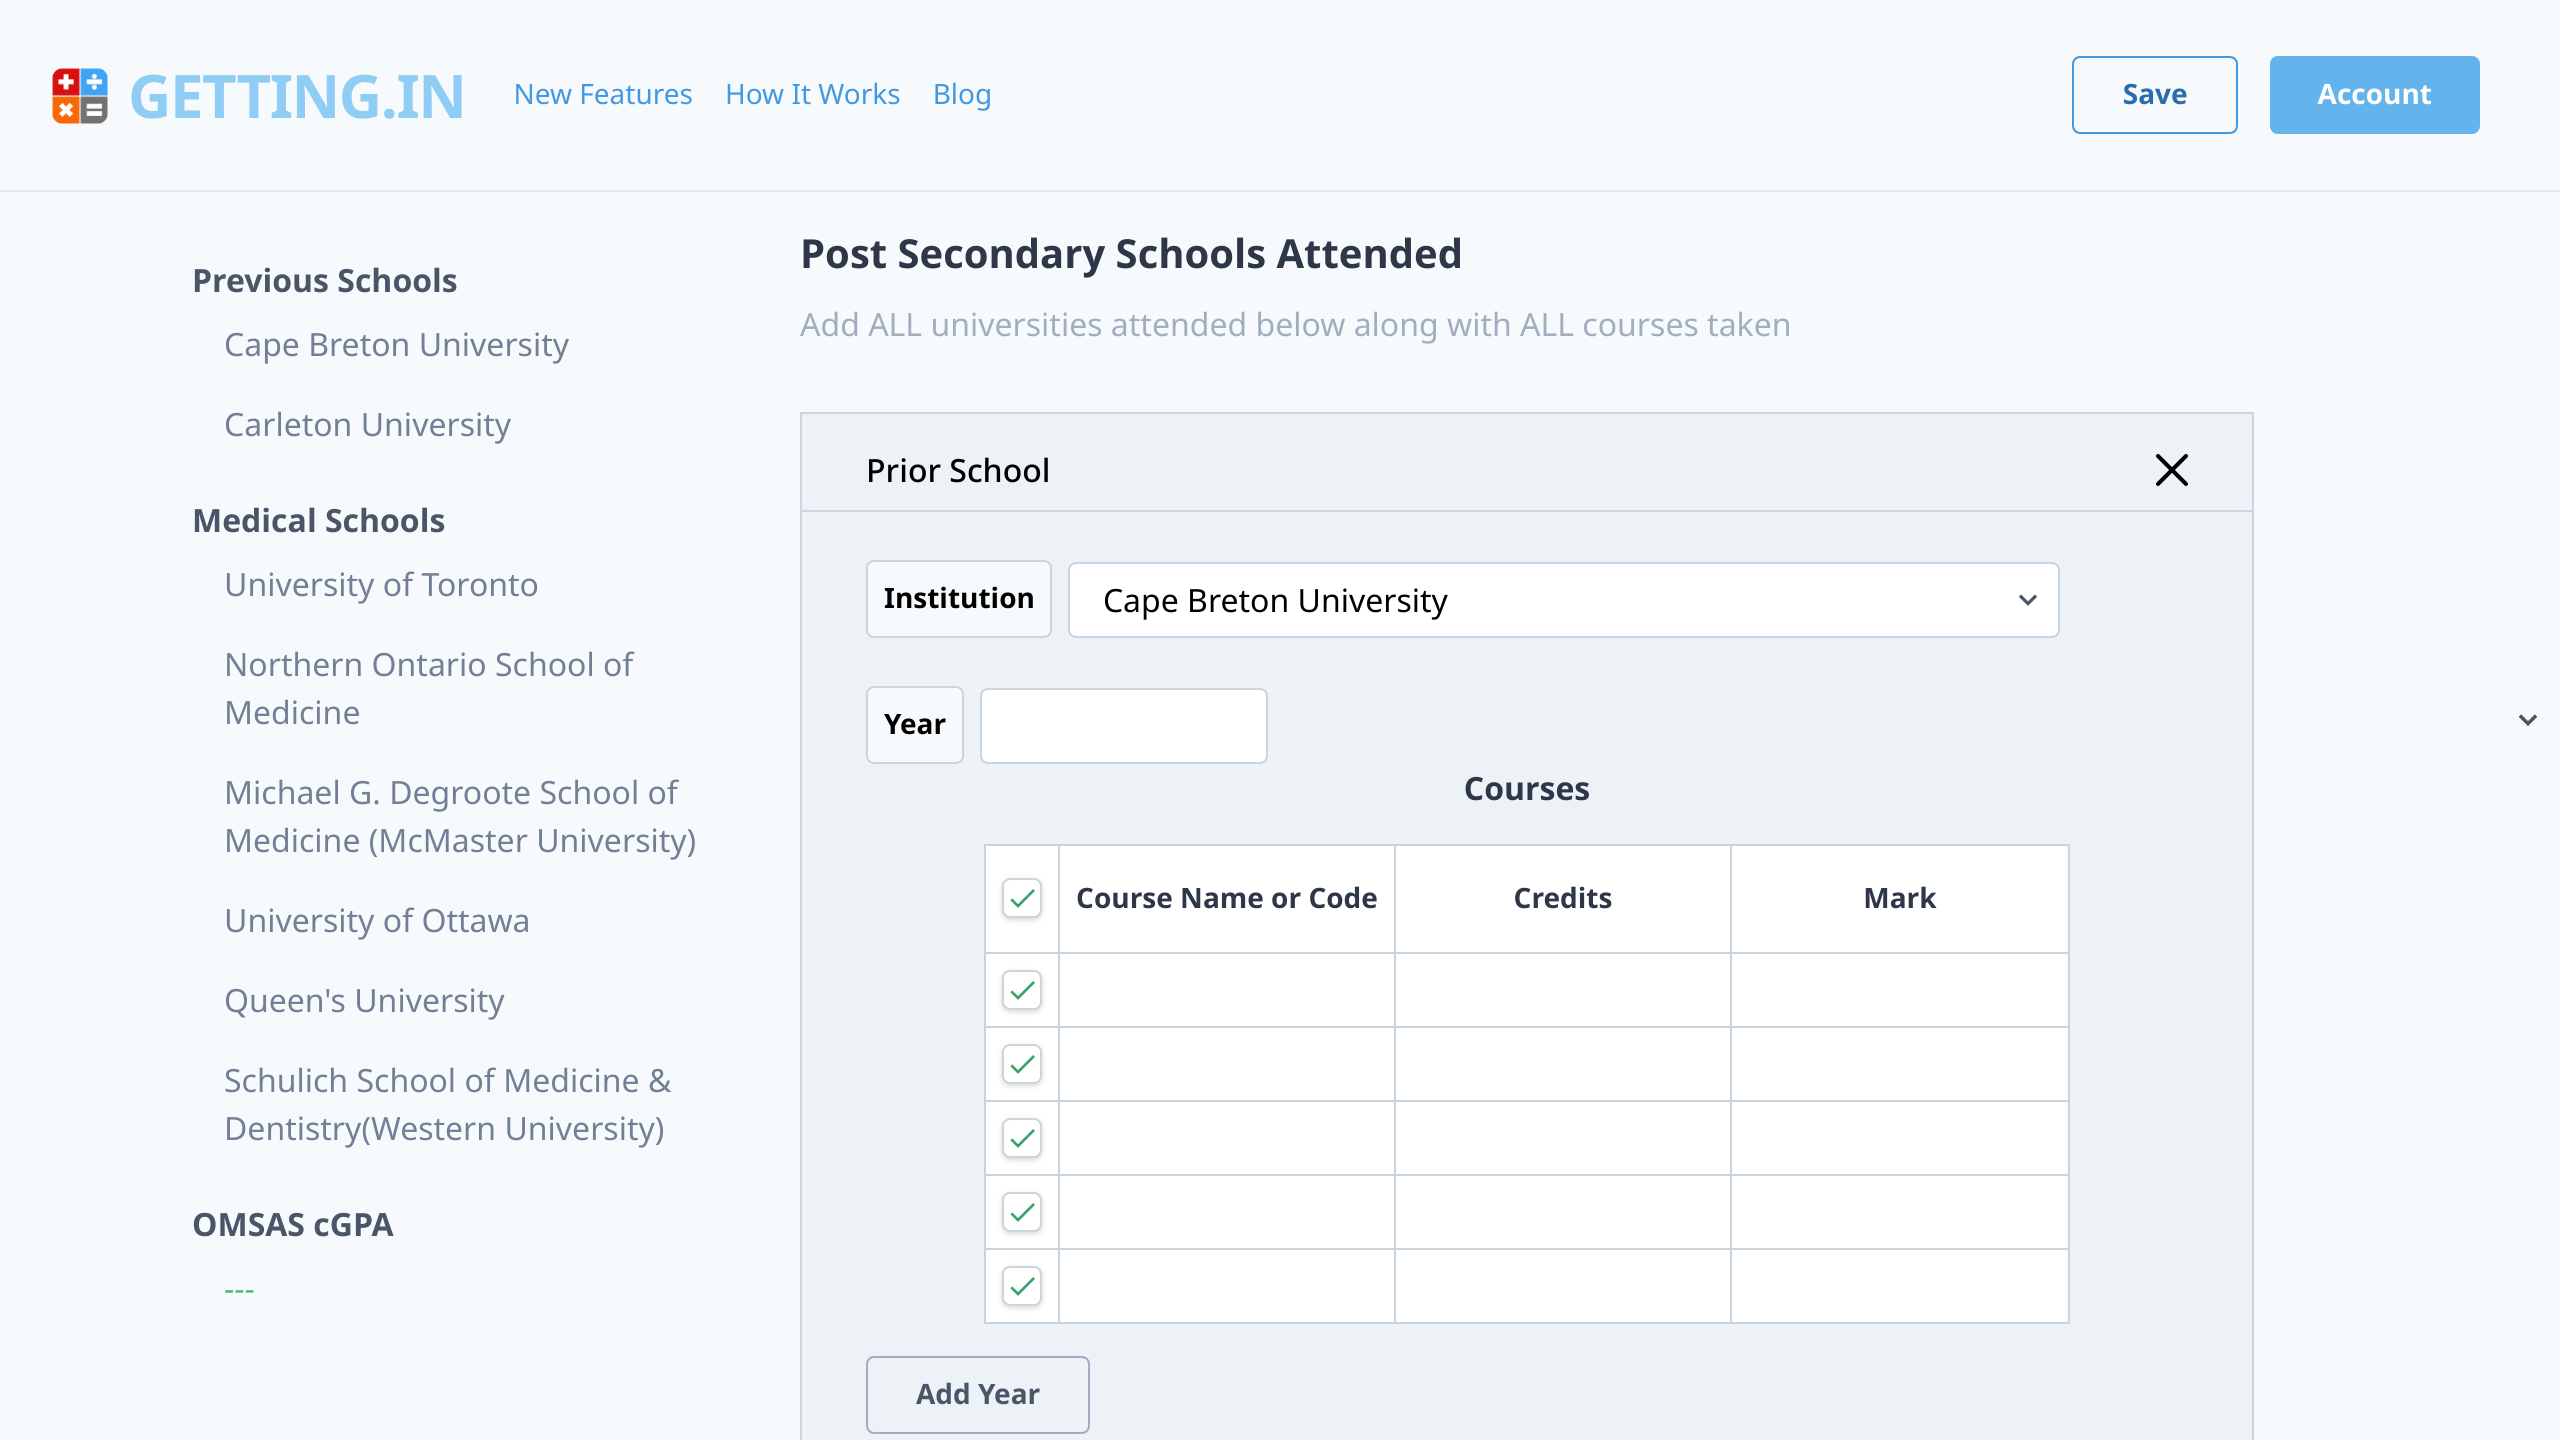 GETTING.IN
New Features
How It Works
Blog
Save
Account
Previous Schools
Cape Breton University
Carleton University
Medical Schools
University of Toronto
Northern Ontario School of
Medicine
Michael G. Degroote School of
Medicine (McMaster University)
University of Ottawa
Queen's University
Schulich School of Medicine &
Dentistry(Western University)
OMSAS cGPA
---
Post Secondary Schools Attended
Add ALL universities attended below along with ALL courses taken
Prior School
Institution
Cape Breton University
Year
Courses
Course Name or Code
Credits
Mark
Add Year